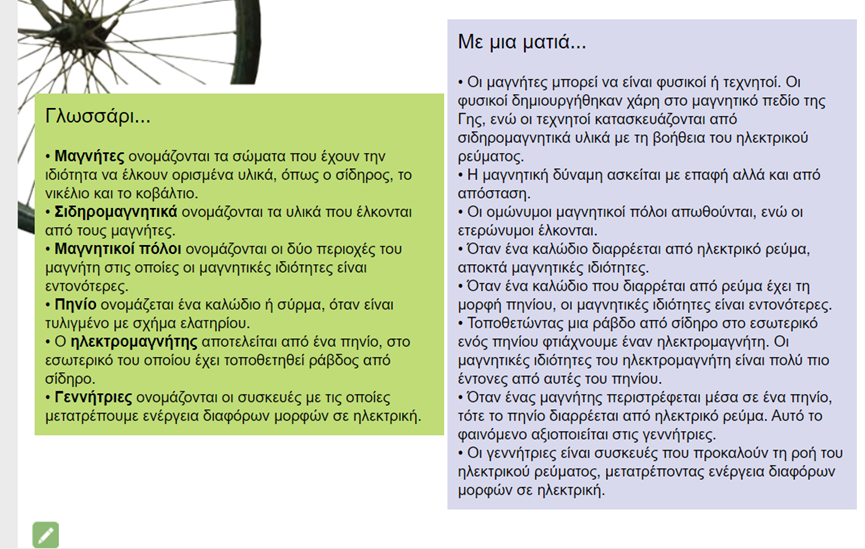 Γλωσσάρι...
• Μαγνήτες ονομάζονται τα σώματα που έχουν την
ιδιότητα να έλκουν ορισμένα υλικά, όπως ο σίδηρος, το
νικέλιο και το κοβάλτιο.
• Σιδηρομαγνητικά ονομάζονται τα υλικά που έλκονται
από τους μαγνήτες.
• Μαγνητικοί πόλοι ονομάζονται οι δύο περιοχές του
μαγνήτη στις οποίες οι μαγνητικές ιδιότητες είναι
εντονότερες.
• Πηνίο ονομάζεται ένα καλώδιο ή σύρμα, όταν είναι
τυλιγμένο με σχήμα ελατηρίου.
• Ο ηλεκτρομαγνήτης αποτελείται από ένα πηνίο, στο
εσωτερικό του οποίου έχει τοποθετηθεί ράβδος από
σίδηρο.
• Γεννήτριες ονομάζονται οι συσκευές με τις οποίες
μετατρέπουμε ενέργεια διαφόρων μορφών σε ηλεκτρική.
Με μια ματιά...
• Οι μαγνήτες μπορεί να είναι φυσικοί ή τεχνητοί. Οι
φυσικοί δημιουργήθηκαν χάρη στο μαγνητικό πεδίο της
Γης, ενώ οι τεχνητοί κατασκευάζονται από
σιδηρομαγνητικά υλικά με τη βοήθεια του ηλεκτρικού
ρεύματος.
• Η μαγνητική δύναμη ασκείται με επαφή αλλά και από
απόσταση.
• Οι ομώνυμοι μαγνητικοί πόλοι απωθούνται, ενώ οι
ετερώνυμοι έλκονται.
• Όταν ένα καλώδιο διαρρέεται από ηλεκτρικό ρεύμα,
αποκτά μαγνητικές ιδιότητες.
• Όταν ένα καλώδιο που διαρρέται από ρεύμα έχει τη
μορφή πηνίου, οι μαγνητικές ιδιότητες είναι εντονότερες.
• Τοποθετώντας μια ράβδο από σίδηρο στο εσωτερικό
ενός πηνίου φτιάχνουμε έναν ηλεκτρομαγνήτη. Οι
μαγνητικές ιδιότητες του ηλεκτρομαγνήτη είναι πολύ πιο
έντονες από αυτές του πηνίου.
• Όταν ένας μαγνήτης περιστρέφεται μέσα σε ένα πηνίο,
τότε το πηνίο διαρρέεται από ηλεκτρικό ρεύμα. Αυτό το
φαινόμενο αξιοποιείται στις γεννήτριες.
• Οι γεννήτριες είναι συσκευές που προκαλούν τη ροή του
ηλεκτρικού ρεύματος, μετατρέποντας ενέργεια διαφόρων
μορφών σε ηλεκτρική.